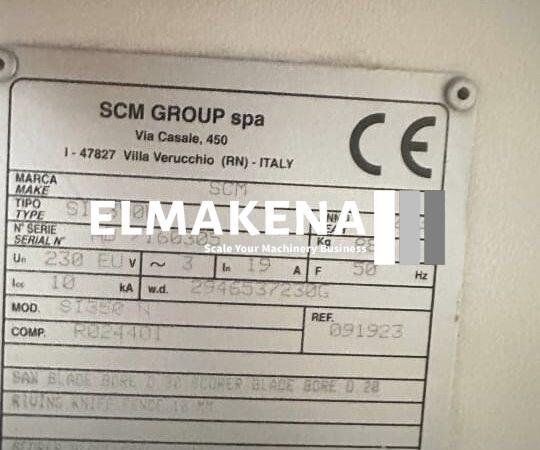 SCM GROUP spa
Via Casale, 450
I - 47827 Villa Verucchio (RN) - ITALY
CE
MARCA
MAKE SCM
TIPO
TYPE
ELMAKENA
Scale Your Machinery Business
N° SERIE
SERIAL N° Kg
Un 230 EU V ~ 3 In 19 A F 50 Hz
Icc 10 kA w.d. 2946537230G
MOD. SI350 N REF.
COMP. R024401 091923
SAW BLADE BORE D 30 SCORER BLADE BORE D 20
RIVING KNIFE